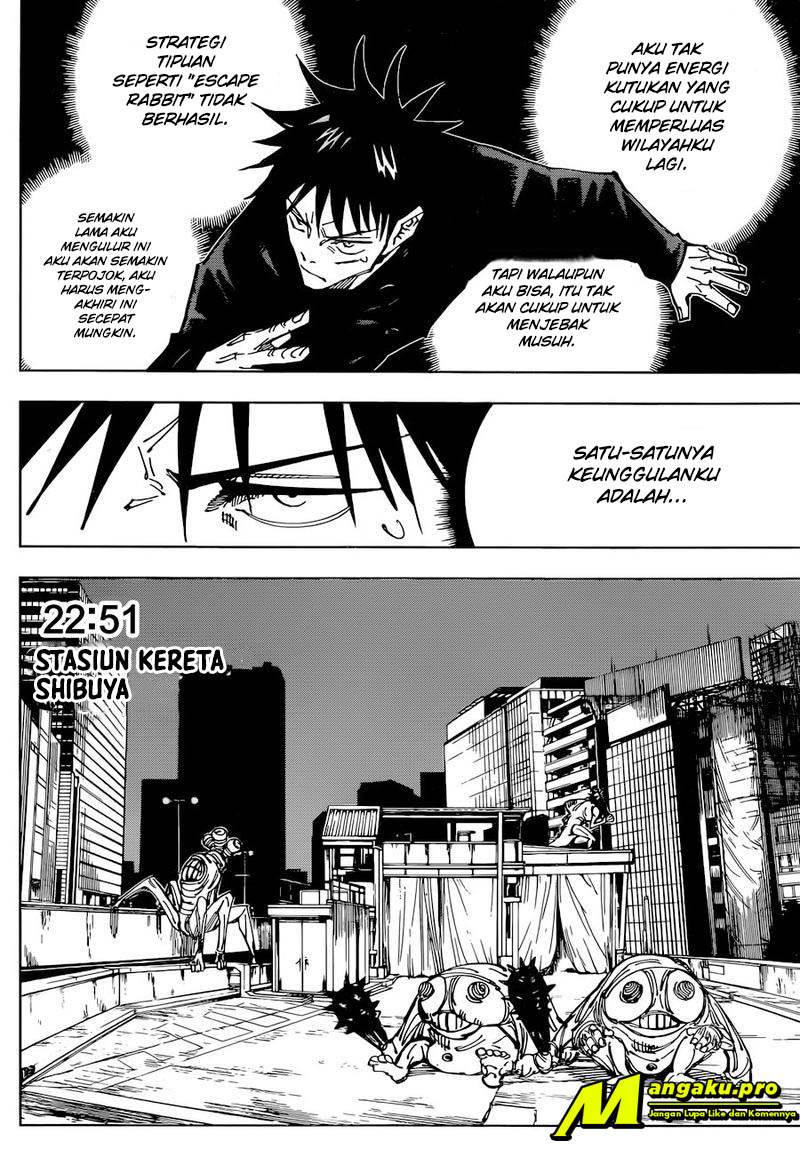 AKU TAK
PUNYA ENERGI
KUTUKAN YANG
CUKUP UNTUK
MEMPERLUAS
WILAYAHKU
LAGI.
STRATEGI
TIPUAN
SEPERTI "ESCAPE
RABBIT" TIDAK
BERHASIL.
TAPI WALAUPUN
AKU BISA, ITU TAK
AKAN CUKUP UNTUK
MENJEBAK
MUSUH.
SEMAKIN
LAMA AKU
MENGULUR INI
AKU AKAN SEMAKIN
TERPOJOK, AKU
HARUS MENG-
AKHIRI INI
SECEPAT
MUNGKIN.
SATU-SATUNYA
KEUNGGULANKU
ADALAH...
22:51
STASIUN KERETA
SHIBUYA
Mangaku.pro
Jangan Lupa Like dan Komennya